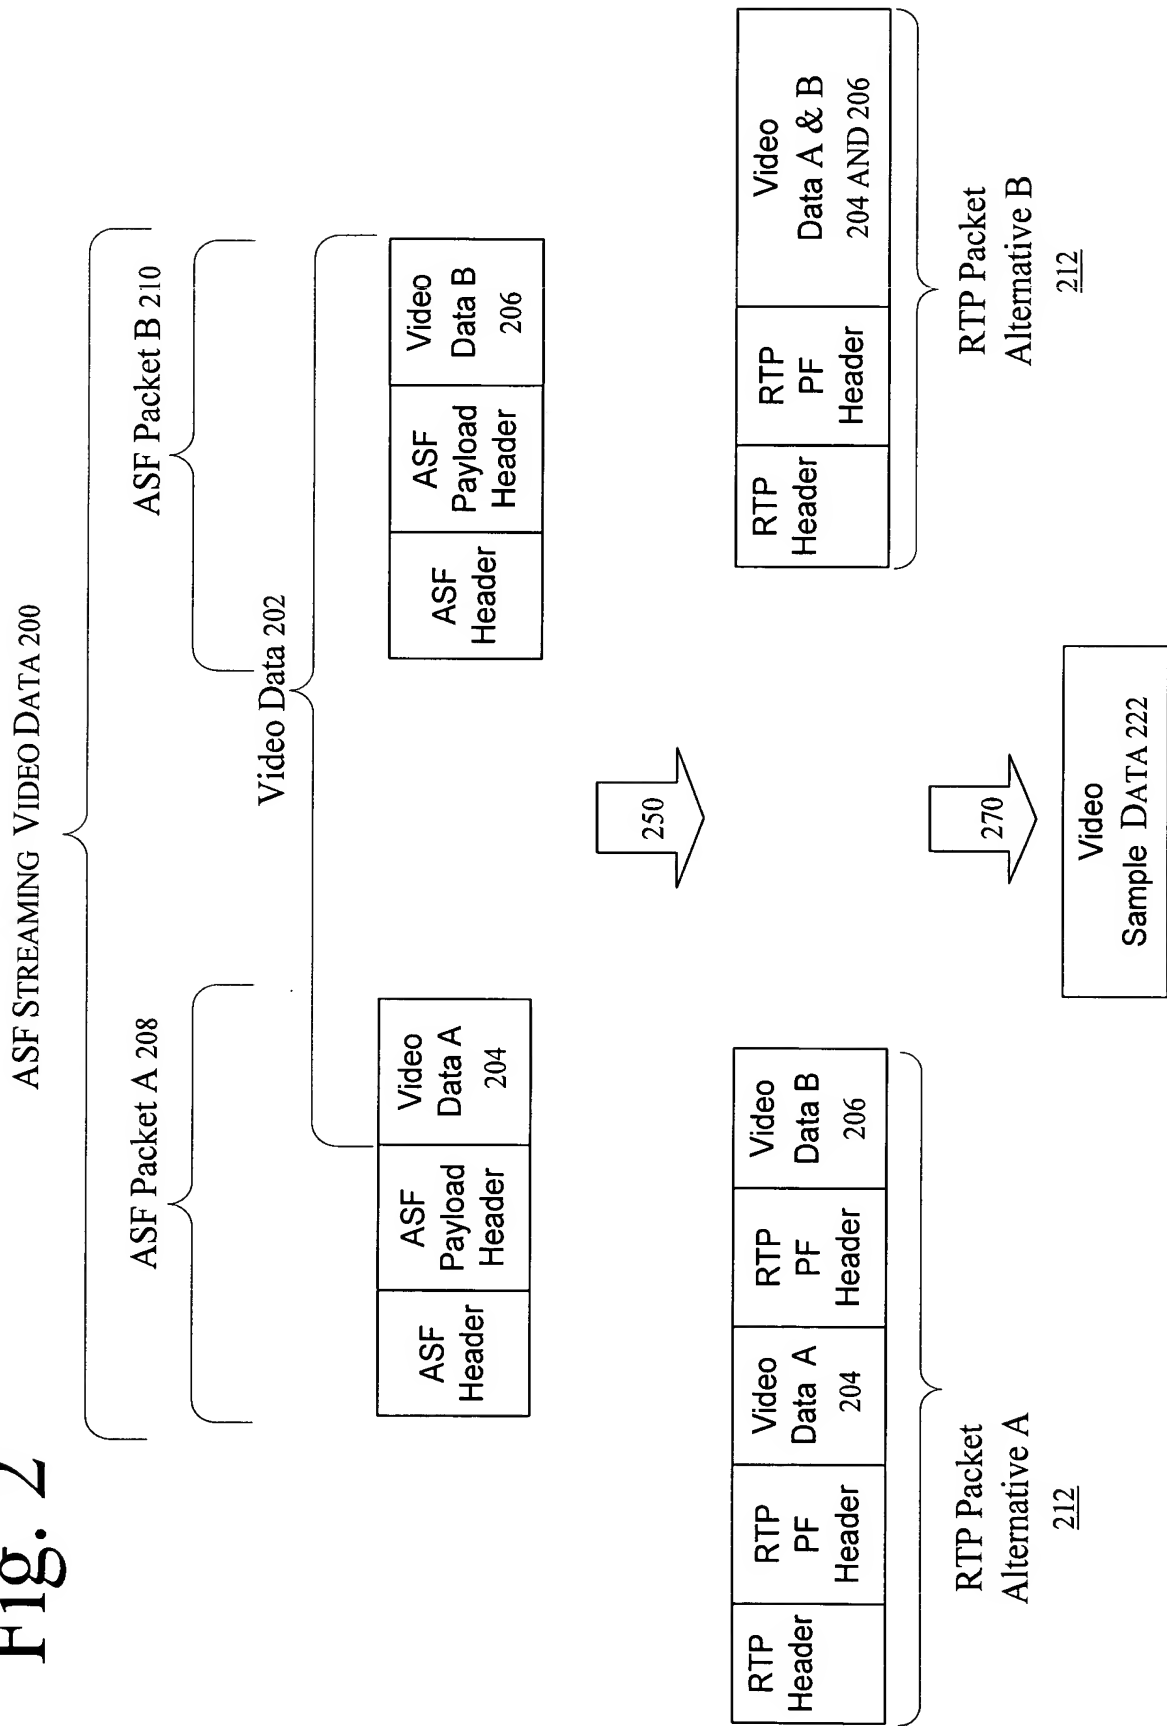 Fig. 2
ASF STREAMING VIDEO DATA 200
ASF Packet A 208
ASF Packet B 210
Video Data 202
ASF
Header
ASF
Payload
Header
Video
Data A
204
ASF
Header
ASF
Payload
Header
Video
Data B
206
250
RTP
Header
RTP
PF
Header
Video
Data A
204
RTP
PF
Header
Video
Data B
206
RTP Packet
Alternative A
212
RTP
Header
RTP
PF
Header
Video
Data A & B
204 AND 206
RTP Packet
Alternative B
212
270
Video
Sample DATA 222